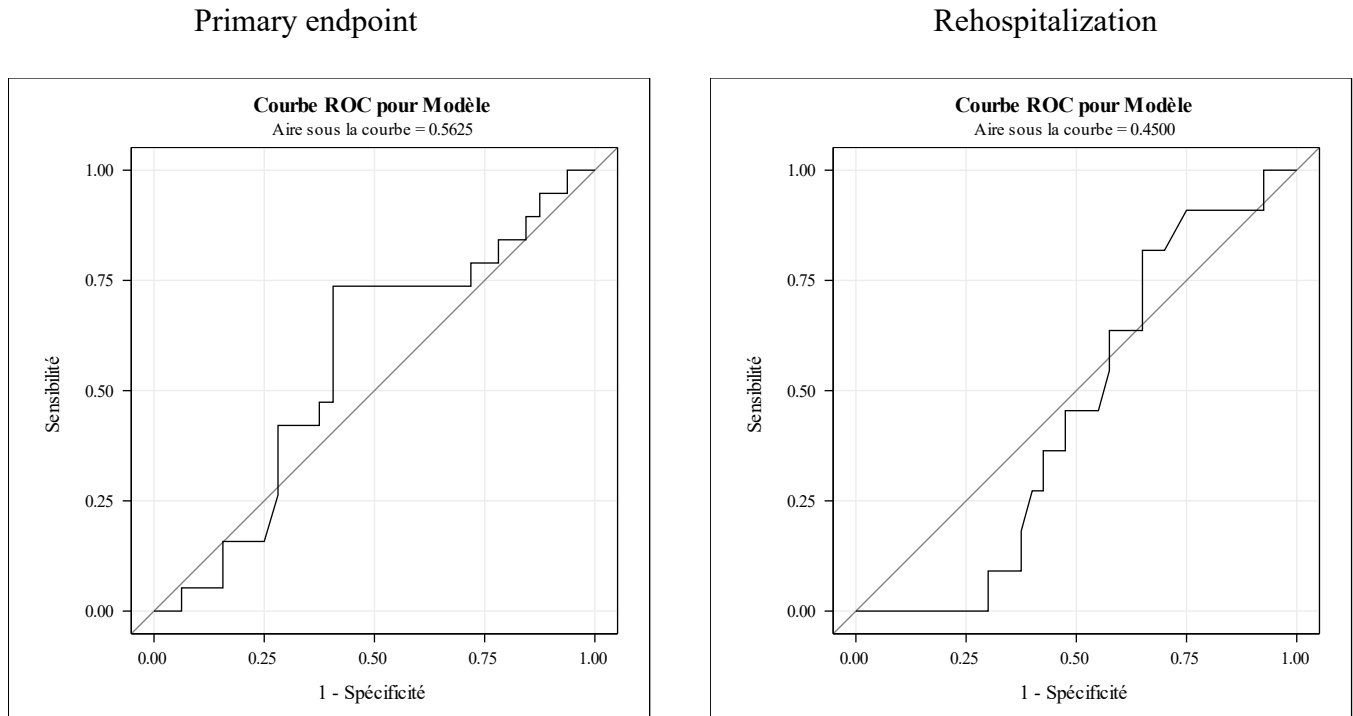 Primary endpoint
Rehospitalization
Courbe ROC pour Modèle
Aire sous la courbe = 0.5625
1.00
0.75
0.50
0.25
0.00
Sensibilité
0.00 0.25 0.50 0.75 1.00
1 - Spécificité
Courbe ROC pour Modèle
Aire sous la courbe = 0.4500
1.00
0.75
0.50
0.25
0.00
Sensibilité
0.00 0.25 0.50 0.75 1.00
1 - Spécificité